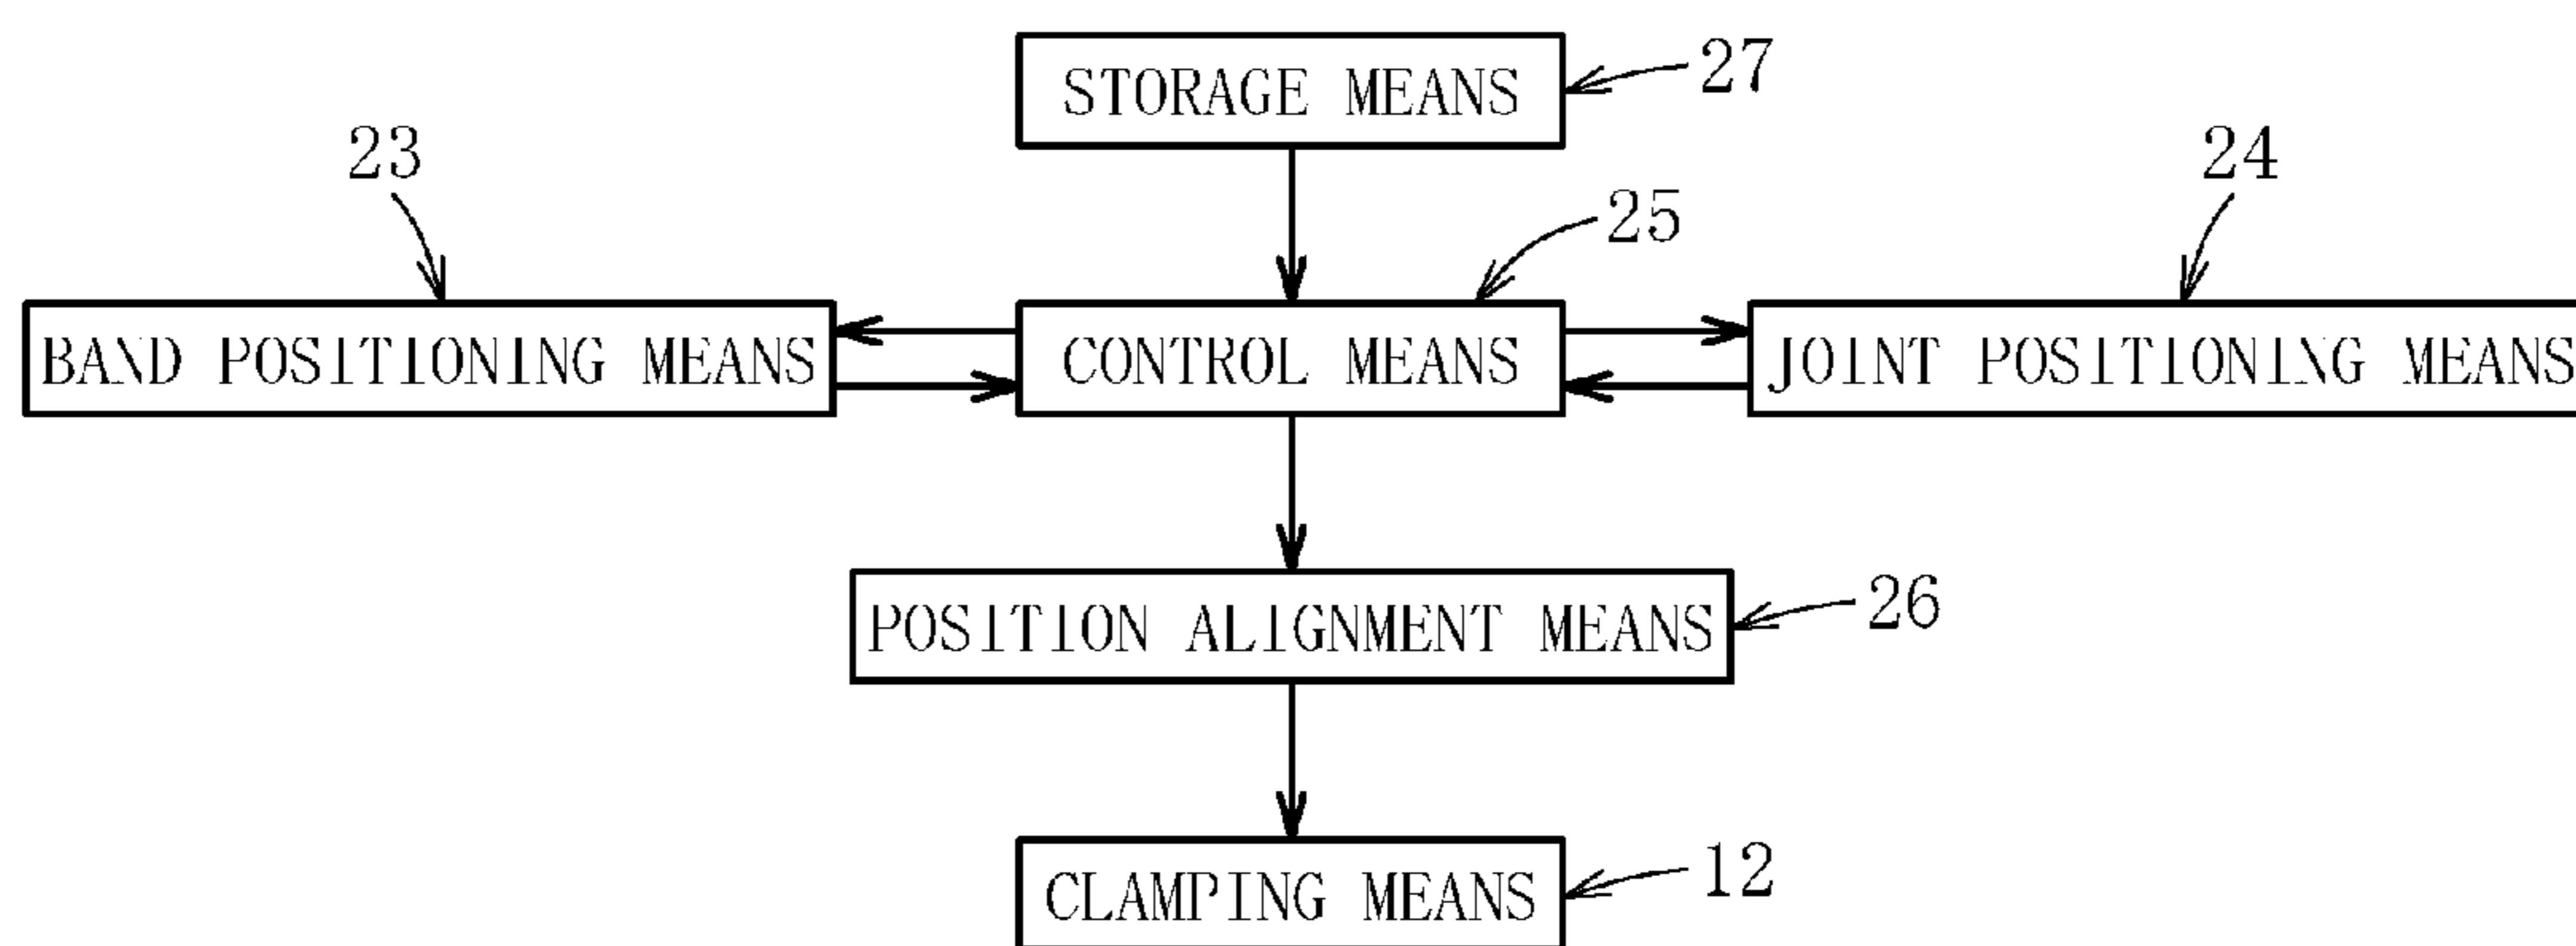 STORAGE MEANS
27
23
24
25
BAND POSITIONING MEANS
CONTROL MEANS
JOINT POSITIONING MEANS
POSITION ALIGNMENT MEANS
26
CLAMPING MEANS
12